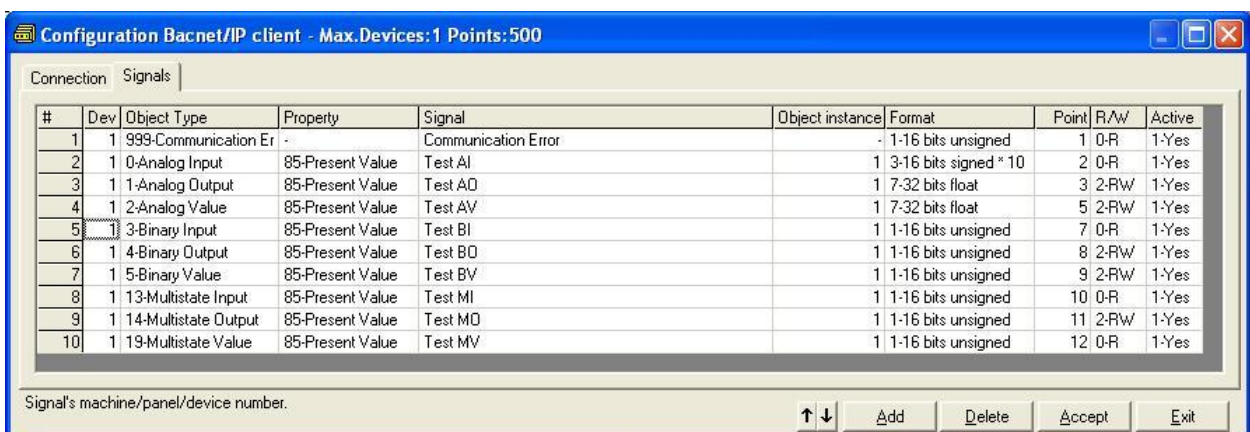 Configuration Bacnet/IP client - Max.Devices:1 Points:500
Connection Signals
# Dev Object Type Property Signal Object instance Format Point R/W Active
1 1 999-Communication Er - Communication Error - 1-16 bits unsigned 1 0-R 1-Yes
2 1 0-Analog Input 85-Present Value Test AI 1 3-16 bits signed * 10 2 0-R 1-Yes
3 1 1-Analog Output 85-Present Value Test AO 1 7-32 bits float 3 2-RW 1-Yes
4 1 2-Analog Value 85-Present Value Test AV 1 7-32 bits float 5 2-RW 1-Yes
5 1 3-Binary Input 85-Present Value Test BI 1 1-16 bits unsigned 7 0-R 1-Yes
6 1 4-Binary Output 85-Present Value Test BO 1 1-16 bits unsigned 8 2-RW 1-Yes
7 1 5-Binary Value 85-Present Value Test BV 1 1-16 bits unsigned 9 2-RW 1-Yes
8 1 13-Multistate Input 85-Present Value Test MI 1 1-16 bits unsigned 10 0-R 1-Yes
9 1 14-Multistate Output 85-Present Value Test MO 1 1-16 bits unsigned 11 2-RW 1-Yes
10 1 19-Multistate Value 85-Present Value Test MV 1 1-16 bits unsigned 12 0-R 1-Yes
Signal's machine/panel/device number. Add Delete Accept Exit